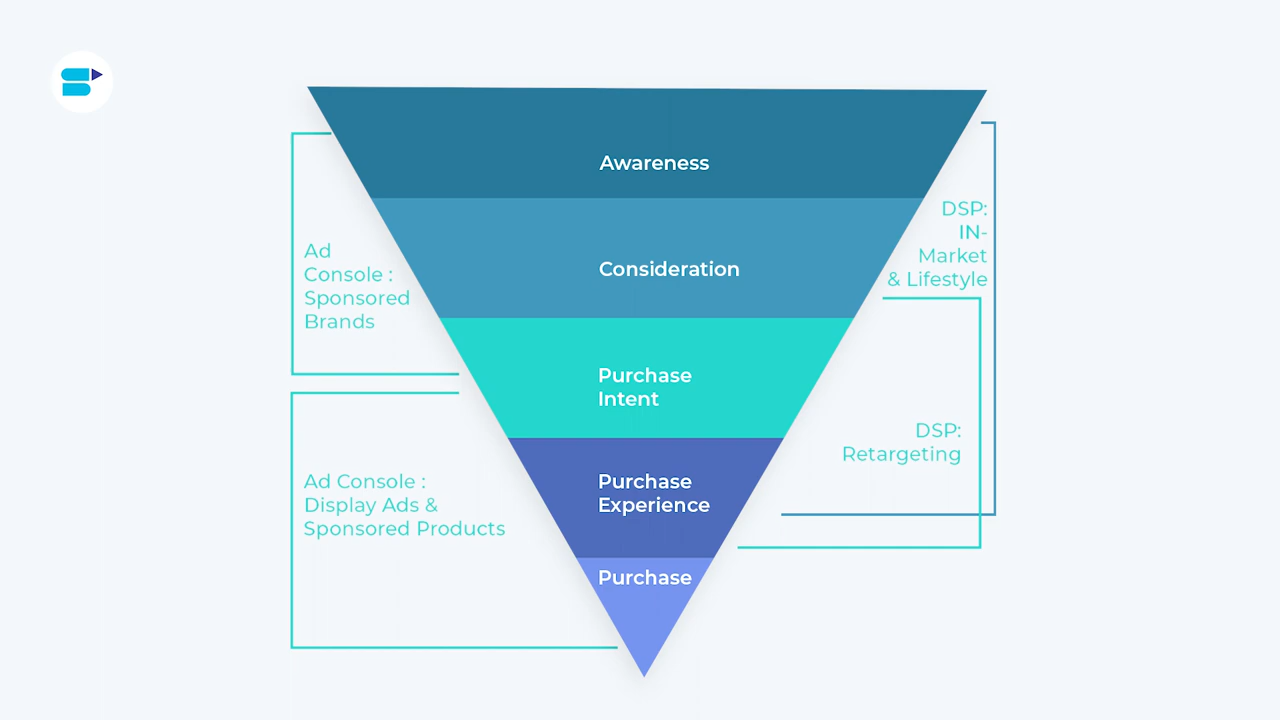 Awareness
Consideration
Purchase
Intent
Purchase
Experience
Purchase
Ad
Console :
Sponsored
Brands
Ad Console :
Display Ads &
Sponsored Products
DSP:
IN-
Market
& Lifestyle
DSP:
Retargeting